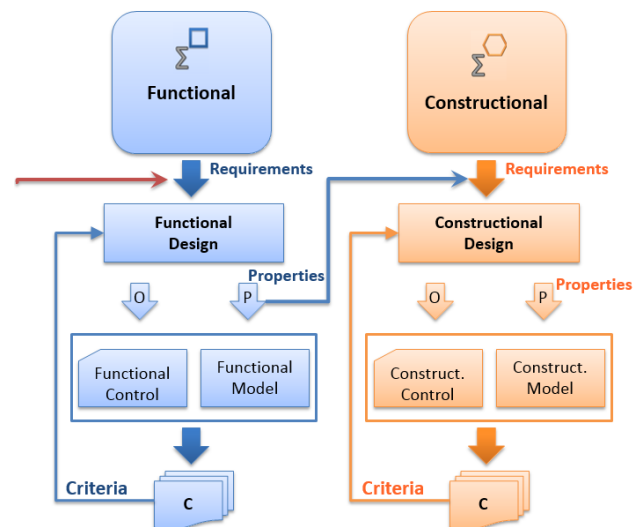 Σ
Functional
Requirements
Functional
Design
Properties
O
P
Functional
Control
Functional
Model
Criteria
C
Σ
Constructional
Requirements
Constructional
Design
Properties
O
P
Construct.
Control
Construct.
Model
Criteria
C